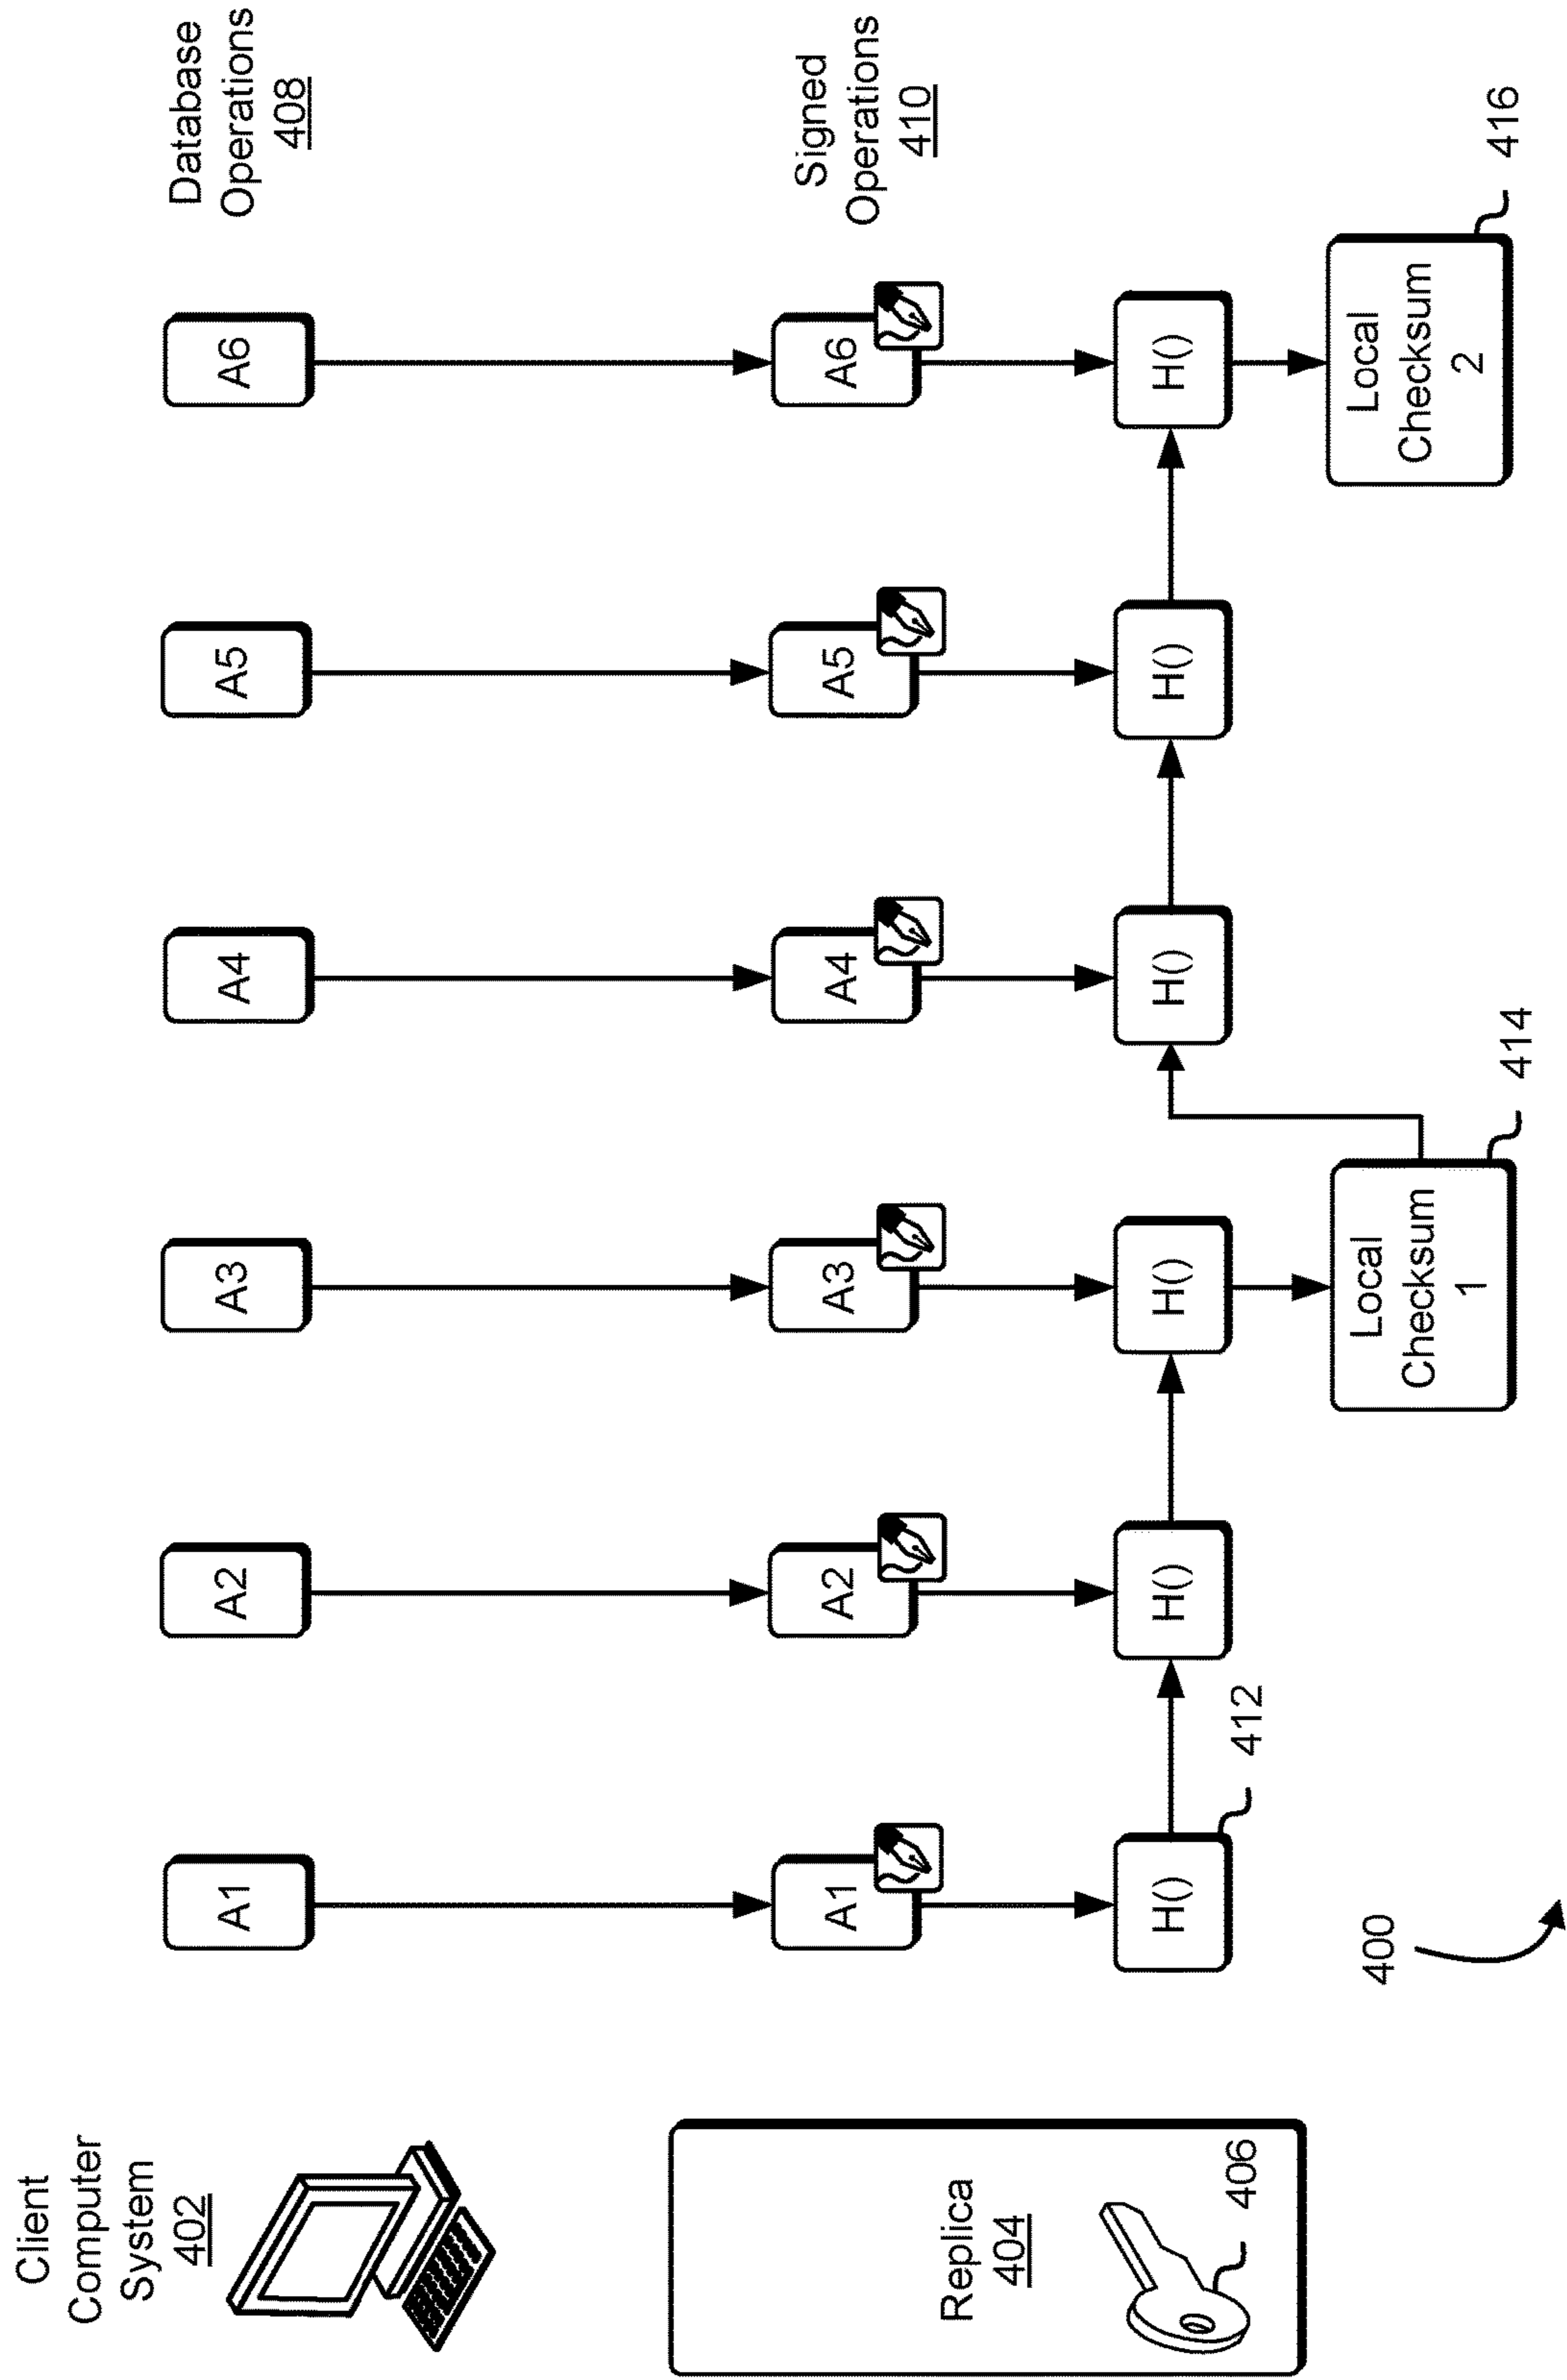 Client
Computer
System
402
A1
A2
A3
A4
A5
A6
Database
Operations
408
Replica
404
406
A1
A2
A3
A4
A5
A6
Signed
Operations
410
H()
H()
H()
H()
H()
H()
412
Local
Checksum
1
414
Local
Checksum
2
416
400